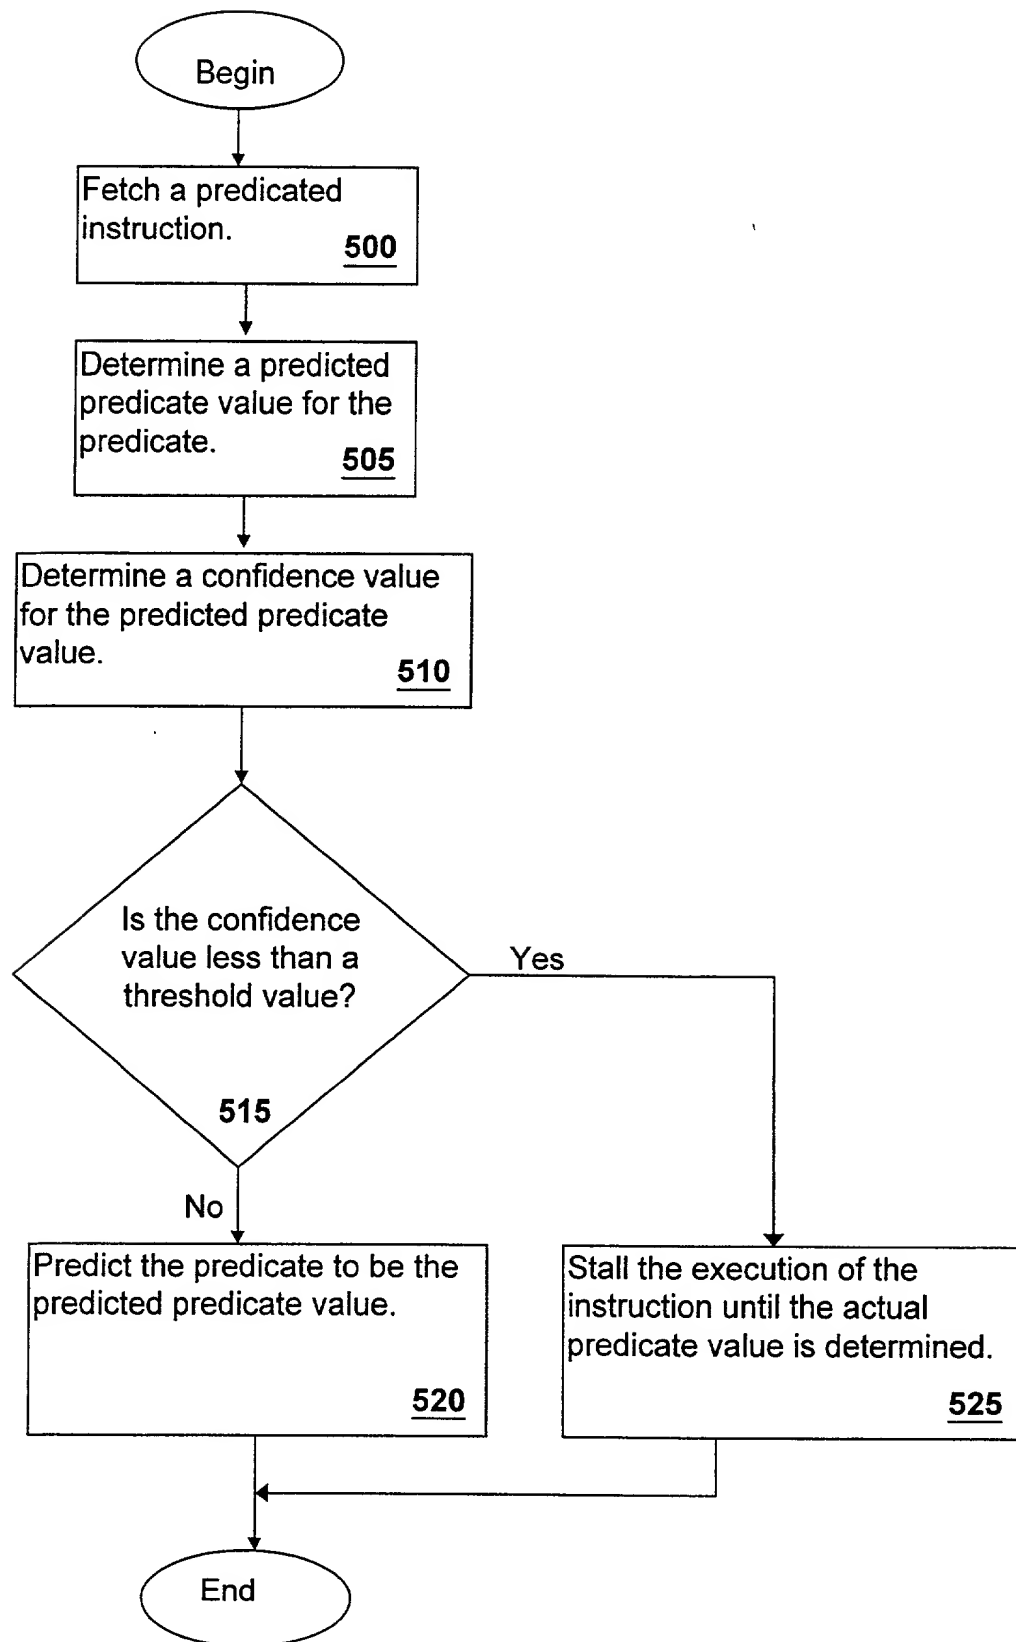 Begin
Fetch a predicated
instruction.
500
Determine a predicted
predicate value for the
predicate.
505
Determine a confidence value
for the predicted predicate
value.
510
Is the confidence
value less than a
threshold value?
515
Yes
No
Predict the predicate to be the
predicted predicate value.
520
Stall the execution of the
instruction until the actual
predicate value is determined.
525
End